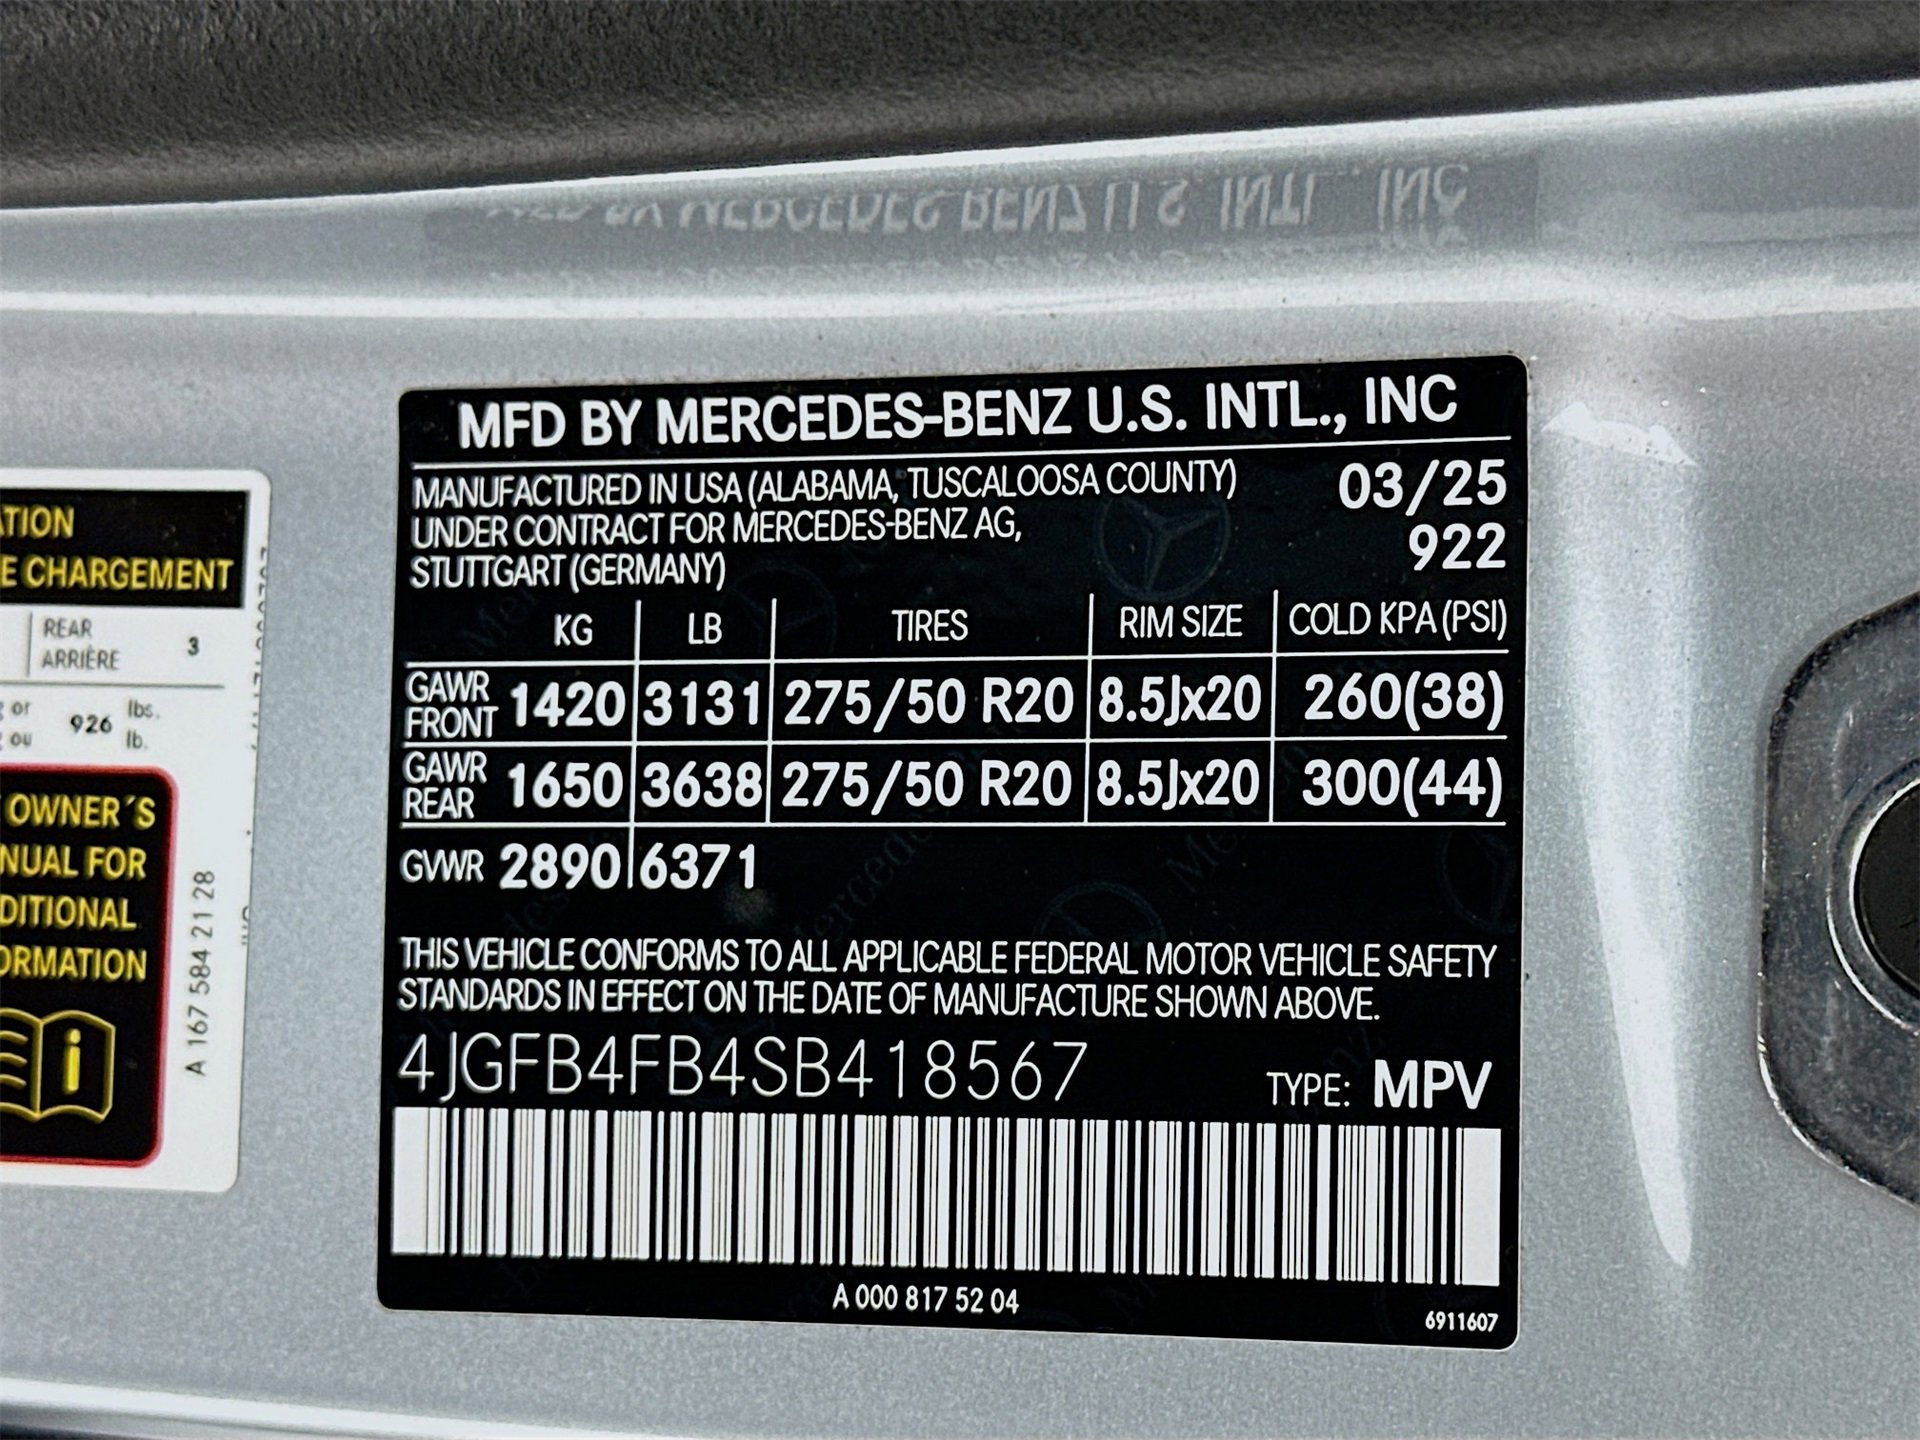 MFD BY MERCEDES-BENZ U.S. INTL., INC
MANUFACTURED IN USA (ALABAMA, TUSCALOOSA COUNTY) 03/25
UNDER CONTRACT FOR MERCEDES-BENZ AG, 922
STUTTGART (GERMANY)
KG LB TIRES RIM SIZE COLD KPA (PSI)
GAWR FRONT 1420 3131 275/50 R20 8.5Jx20 260(38)
GAWR REAR 1650 3638 275/50 R20 8.5Jx20 300(44)
GVWR 2890 6371
THIS VEHICLE CONFORMS TO ALL APPLICABLE FEDERAL MOTOR VEHICLE SAFETY
STANDARDS IN EFFECT ON THE DATE OF MANUFACTURE SHOWN ABOVE.
4JGFB4FB4SB418567 TYPE: MPV
A 000 817 52 04
6911607
ATION
E CHARGEMENT
REAR
ARRIÈRE 3
or 926 lbs.
ou lb.
OWNER´S
NUAL FOR
DITIONAL
ORMATION
A 167 584 21 28